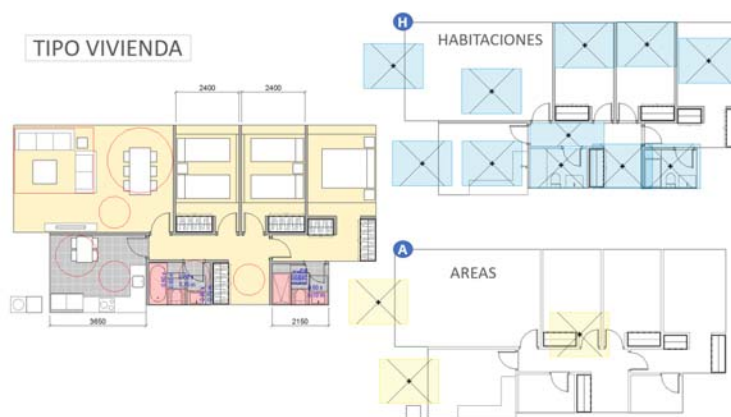 TIPO VIVIENDA
2400
2400
3650
2150
H
HABITACIONES
A
AREAS